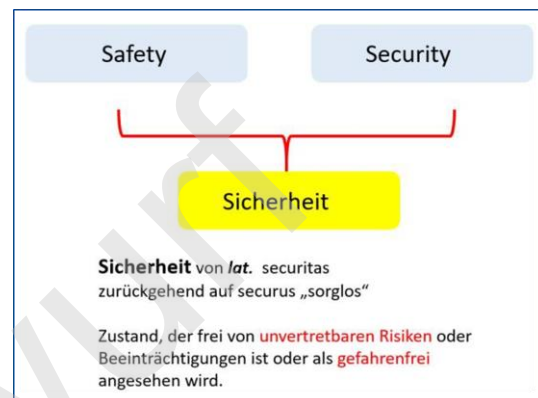 Safety
Security
Sicherheit
Sicherheit von lat. securitas
zurückgehend auf securus „sorglos“
Zustand, der frei von unvertretbaren Risiken oder
Beeinträchtigungen ist oder als gefahrenfrei
angesehen wird.